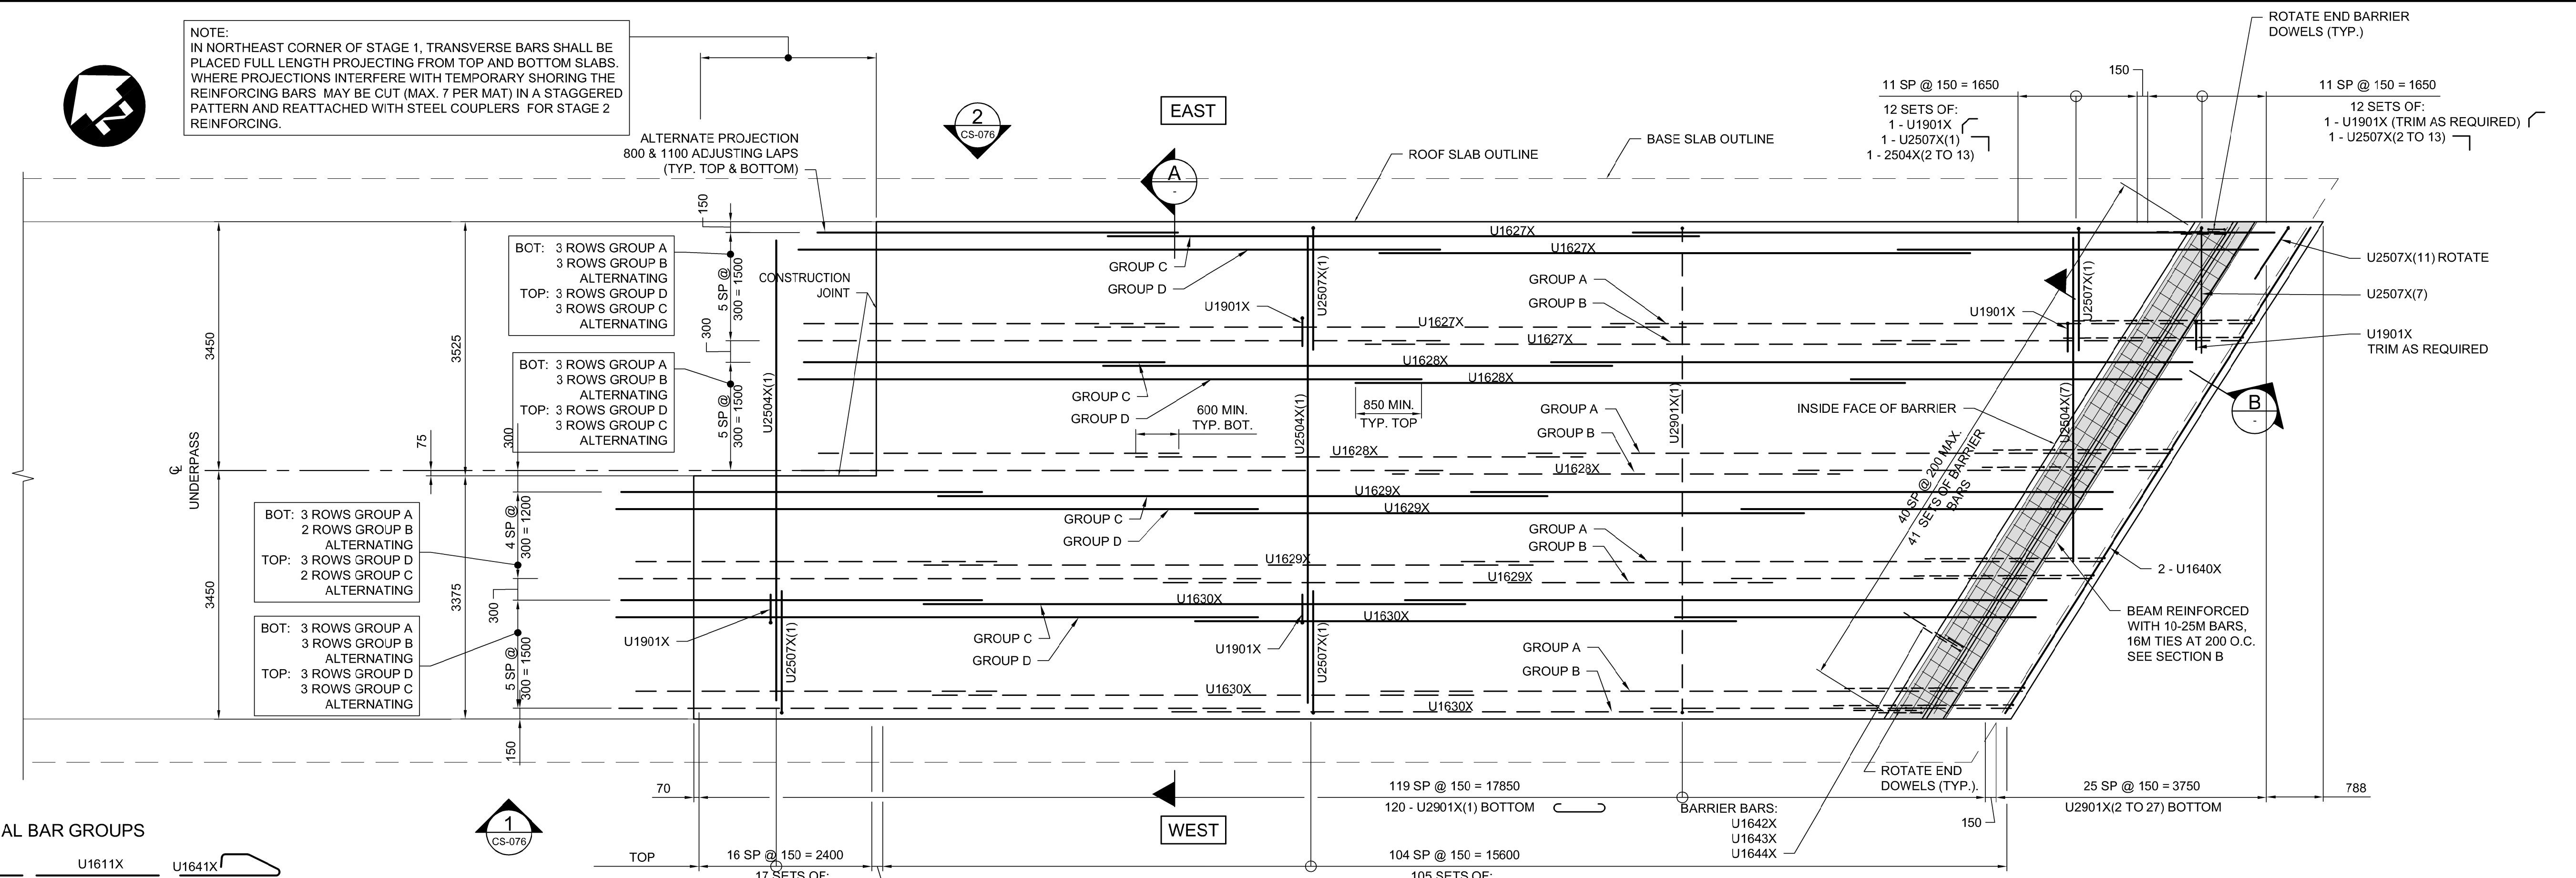 NOTE:
IN NORTHEAST CORNER OF STAGE 1, TRANSVERSE BARS SHALL BE
PLACED FULL LENGTH PROJECTING FROM TOP AND BOTTOM SLABS.
WHERE PROJECTIONS INTERFERE WITH TEMPORARY SHORING THE
REINFORCING BARS MAY BE CUT (MAX. 7 PER MAT) IN A STAGGERED
PATTERN AND REATTACHED WITH STEEL COUPLERS FOR STAGE 2
REINFORCING.
N
ALTERNATE PROJECTION
800 & 1100 ADJUSTING LAPS
(TYP. TOP & BOTTOM)
2
CS-076
EAST
A
-
ROOF SLAB OUTLINE
BASE SLAB OUTLINE
11 SP @ 150 = 1650
12 SETS OF:
1 - U1901X
1 - U2507X(1)
1 - 2504X(2 TO 13)
150
ROTATE END BARRIER
DOWELS (TYP.)
11 SP @ 150 = 1650
12 SETS OF:
1 - U1901X (TRIM AS REQUIRED)
1 - U2507X(2 TO 13)
150
BOT: 3 ROWS GROUP A
3 ROWS GROUP B
ALTERNATING
TOP: 3 ROWS GROUP D
3 ROWS GROUP C
ALTERNATING
5 SP @
300 = 1500
CONSTRUCTION
JOINT
300
BOT: 3 ROWS GROUP A
3 ROWS GROUP B
ALTERNATING
TOP: 3 ROWS GROUP D
3 ROWS GROUP C
ALTERNATING
5 SP @
300 = 1500
U2504X(1)
3450
3525
75
300
UNDERPASS
BOT: 3 ROWS GROUP A
2 ROWS GROUP B
ALTERNATING
TOP: 3 ROWS GROUP D
2 ROWS GROUP C
ALTERNATING
4 SP @
300 = 1200
3450
3375
300
BOT: 3 ROWS GROUP A
3 ROWS GROUP B
ALTERNATING
TOP: 3 ROWS GROUP D
3 ROWS GROUP C
ALTERNATING
5 SP @
300 = 1500
150
U1901X
U2507X(1)
U1627X
U1627X
GROUP C
GROUP D
U2507X(1)
U1901X
GROUP A
GROUP B
U1627X
U1627X
U1628X
U1628X
GROUP C
GROUP D
600 MIN.
TYP. BOT.
850 MIN.
TYP. TOP
U2504X(1)
GROUP A
GROUP B
U2901X(1)
U1628X
U1628X
U1629X
U1629X
GROUP C
GROUP D
GROUP A
GROUP B
U1629X
U1629X
U1630X
U1630X
GROUP C
GROUP D
U1901X
U2507X(1)
GROUP A
GROUP B
U1630X
U1630X
U1901X
U2507X(1)
INSIDE FACE OF BARRIER
U2504X(7)
40 SP @ 200 MAX.
41 SETS OF BARRIER
BARS
U2507X(11) ROTATE
U2507X(7)
U1901X
TRIM AS REQUIRED
B
-
2 - U1640X
BEAM REINFORCED
WITH 10-25M BARS,
16M TIES AT 200 O.C.
SEE SECTION B
ROTATE END
DOWELS (TYP.).
70
119 SP @ 150 = 17850
120 - U2901X(1) BOTTOM
BARRIER BARS:
U1642X
U1643X
U1644X
150
25 SP @ 150 = 3750
U2901X(2 TO 27) BOTTOM
788
1
CS-076
WEST
AL BAR GROUPS
U1611X
U1641X
TOP
16 SP @ 150 = 2400
17 SETS OF:
104 SP @ 150 = 15600
105 SETS OF: